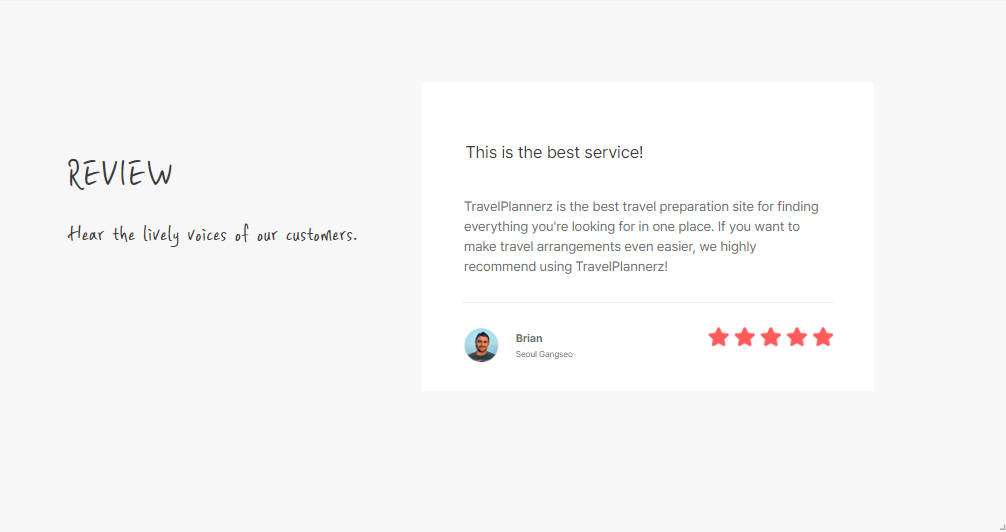 REVIEW
Hear the lively voices of our customers.
This is the best service!
TravelPlannerz is the best travel preparation site for finding
everything you're looking for in one place. If you want to
make travel arrangements even easier, we highly
recommend using TravelPlannerz!
Brian
Seoul Gangseo